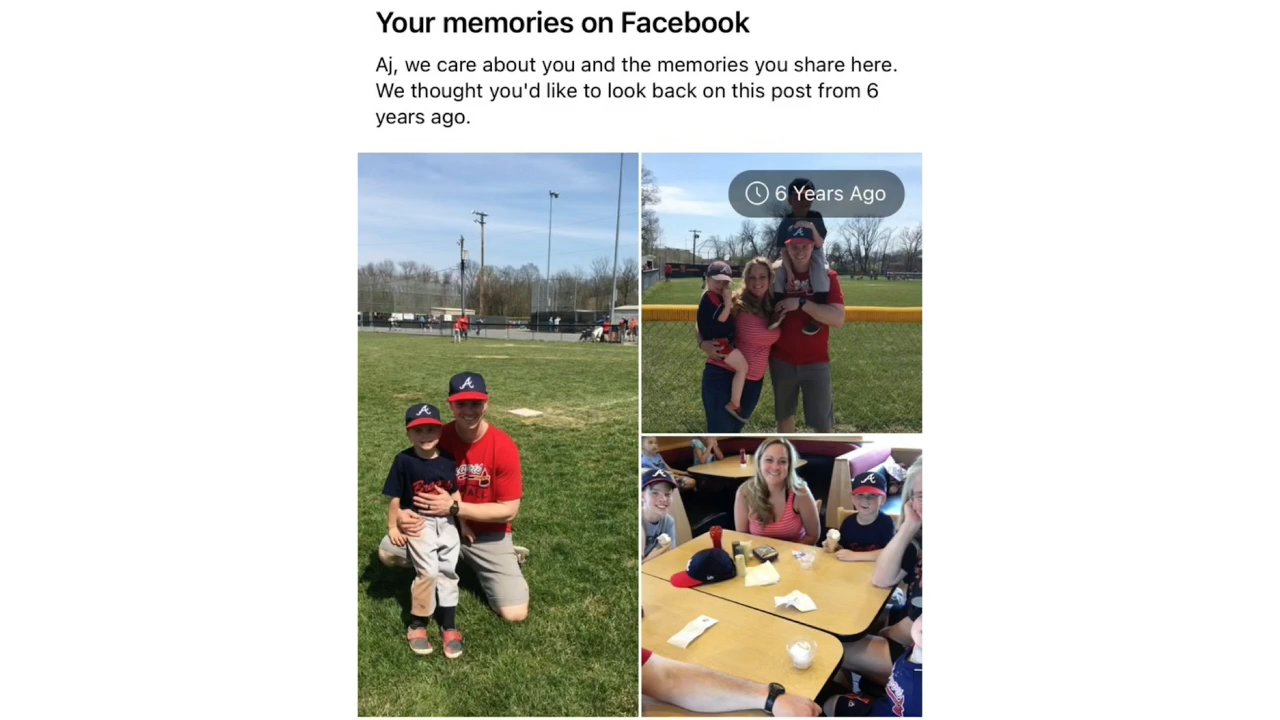 Your memories on Facebook
Aj, we care about you and the memories you share here.
We thought you'd like to look back on this post from 6
years ago.
6 Years Ago
A
A
Braves
A
A
A